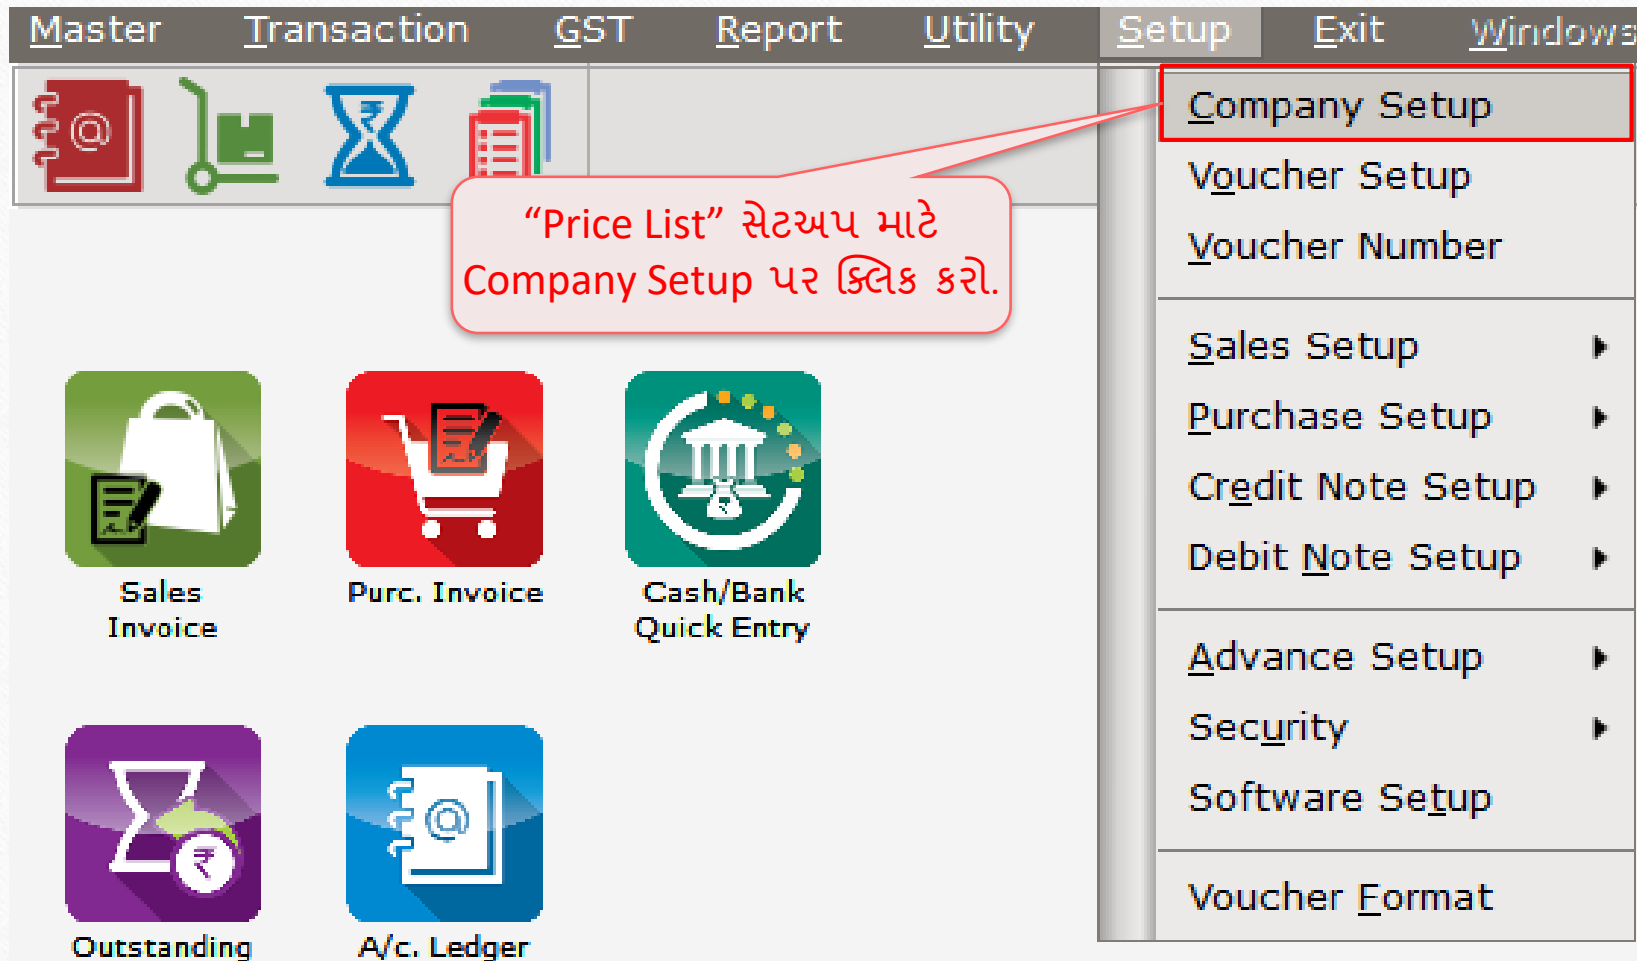 Master Transaction GST Report Utility Setup Exit Windows
Company Setup
Voucher Setup
Voucher Number
Sales Setup
Purchase Setup
Credit Note Setup
Debit Note Setup
Advance Setup
Security
Software Setup
Voucher Format
“Price List” સેટઅપ માટે
Company Setup પર ક્લિક કરો.
Sales
Invoice
Purc. Invoice
Cash/Bank
Quick Entry
Outstanding
A/c. Ledger